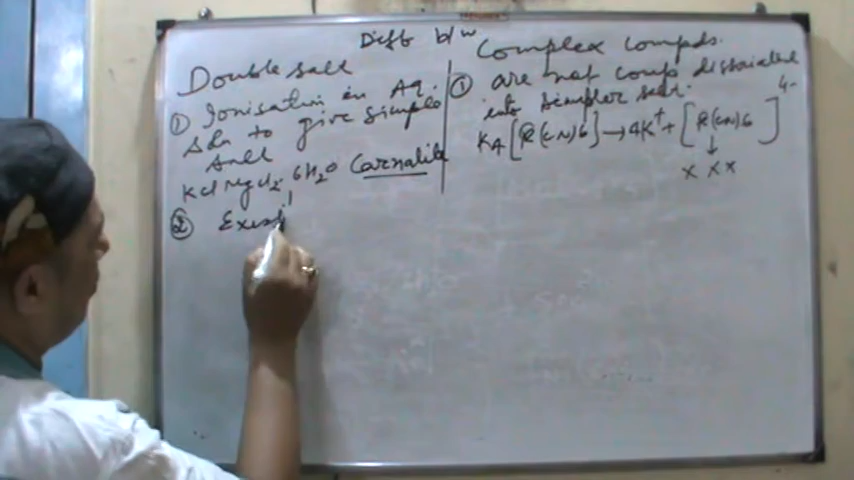 Diff b/w
Double salt
① Ionisation in Aq.
sln to give simple
salt
KCl MgCl2. 6H2O Carnalite
② Exist
Complex compds.
① are not comp dissociated
into simpler salt.
K4[Fe(CN)6] → 4K+ + [Fe(CN)6]4-
↓
x xx